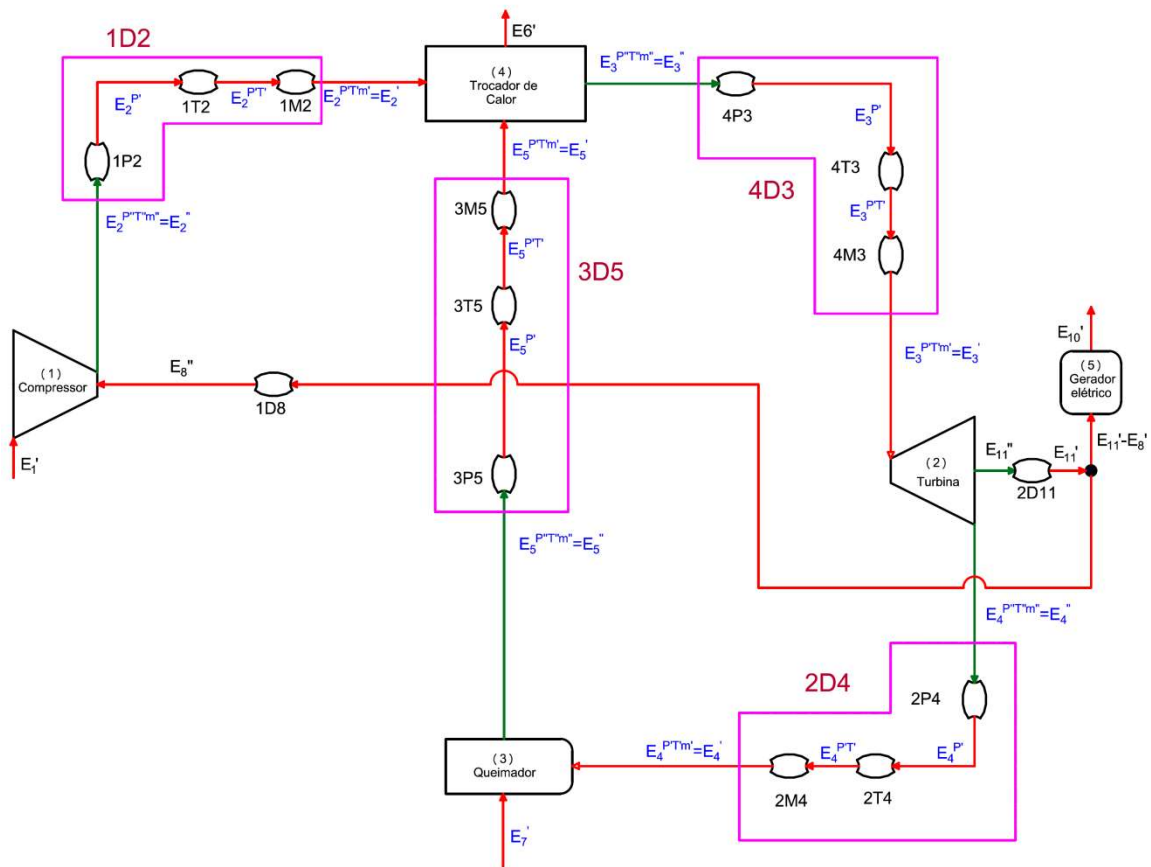 1D2
E₂ᴾ'
1T2
E₂ᴾ'ᵀ'
1M2
E₂ᴾ'ᵀ'ᵐ'=E₂'
1P2
E₂ᴾ"ᵀ"ᵐ"=E₂"
E6'
(4)
Trocador de
Calor
E₃ᴾ"ᵀ"ᵐ"=E₃"
4P3
E₃ᴾ'
4T3
E₃ᴾ'ᵀ'
4M3
4D3
E₃ᴾ'ᵀ'ᵐ'=E₃'
E₅ᴾ'ᵀ'ᵐ'=E₅'
3M5
E₅ᴾ'ᵀ'
3T5
3D5
E₅ᴾ'
3P5
E₅ᴾ"ᵀ"ᵐ"=E₅"
(1)
Compressor
E₁'
E₈"
1D8
E₁₀'
(5)
Gerador
elétrico
E₁₁'-E₈'
(2)
Turbina
E₁₁"
E₁₁'
2D11
E₄ᴾ"ᵀ"ᵐ"=E₄"
2D4
2P4
E₄ᴾ'
2T4
E₄ᴾ'ᵀ'
2M4
E₄ᴾ'ᵀ'ᵐ'=E₄'
(3)
Queimador
E₇'